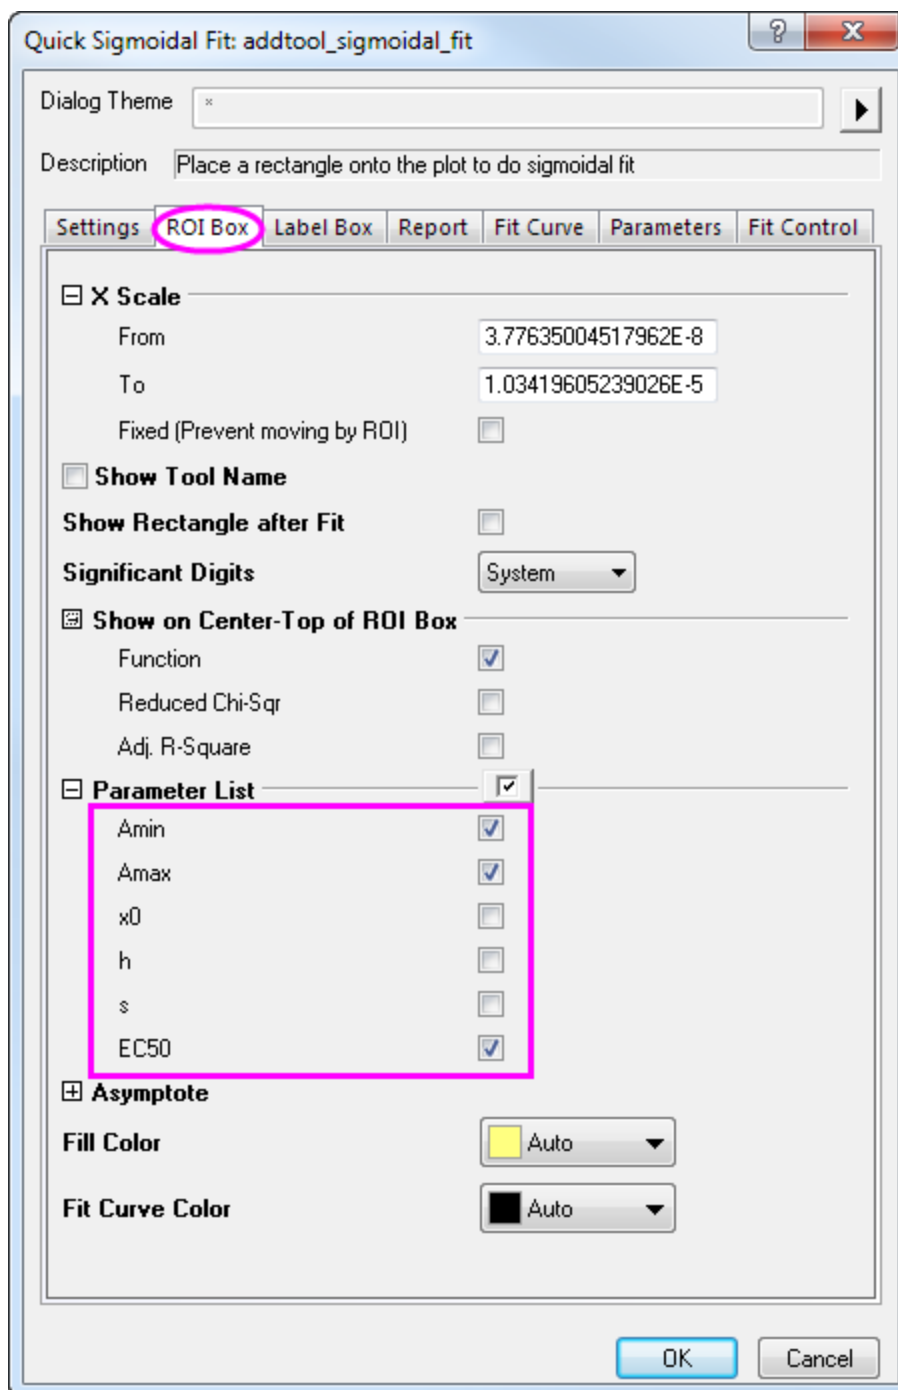 Quick Sigmoidal Fit: addtool_sigmoidal_fit
Dialog Theme *
Description Place a rectangle onto the plot to do sigmoidal fit
Settings ROI Box Label Box Report Fit Curve Parameters Fit Control
X Scale
From 3.77635004517962E-8
To 1.03419605239026E-5
Fixed (Prevent moving by ROI)
Show Tool Name
Show Rectangle after Fit
Significant Digits System
Show on Center-Top of ROI Box
Function
Reduced Chi-Sqr
Adj. R-Square
Parameter List
Amin
Amax
x0
h
s
EC50
Asymptote
Fill Color Auto
Fit Curve Color Auto
OK Cancel